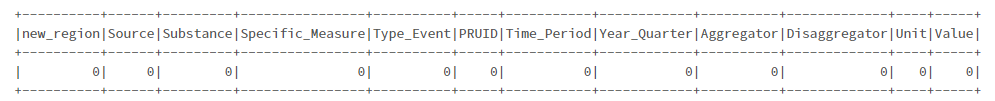 +----------+------+---------+----------------+----------+-----+-----------+------------+----------+-------------+----+-----+
|new_region|Source|Substance|Specific_Measure|Type_Event|PRUID|Time_Period|Year_Quarter|Aggregator|Disaggregator|Unit|Value|
+----------+------+---------+----------------+----------+-----+-----------+------------+----------+-------------+----+-----+
|         0|     0|        0|               0|         0|    0|          0|           0|         0|            0|   0|    0|
+----------+------+---------+----------------+----------+-----+-----------+------------+----------+-------------+----+-----+